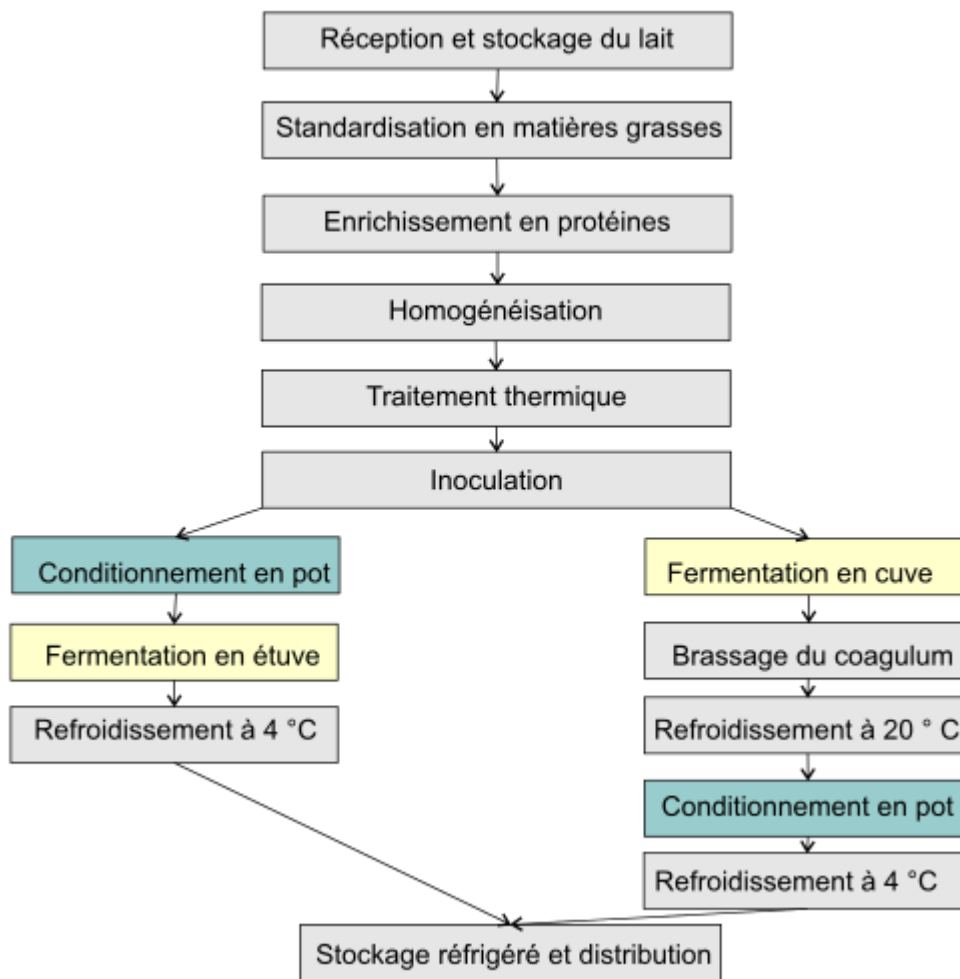 Réception et stockage du lait
Standardisation en matières grasses
Enrichissement en protéines
Homogénéisation
Traitement thermique
Inoculation
Conditionnement en pot
Fermentation en étuve
Refroidissement à 4 °C
Fermentation en cuve
Brassage du coagulum
Refroidissement à 20 ° C
Conditionnement en pot
Refroidissement à 4 °C
Stockage réfrigéré et distribution